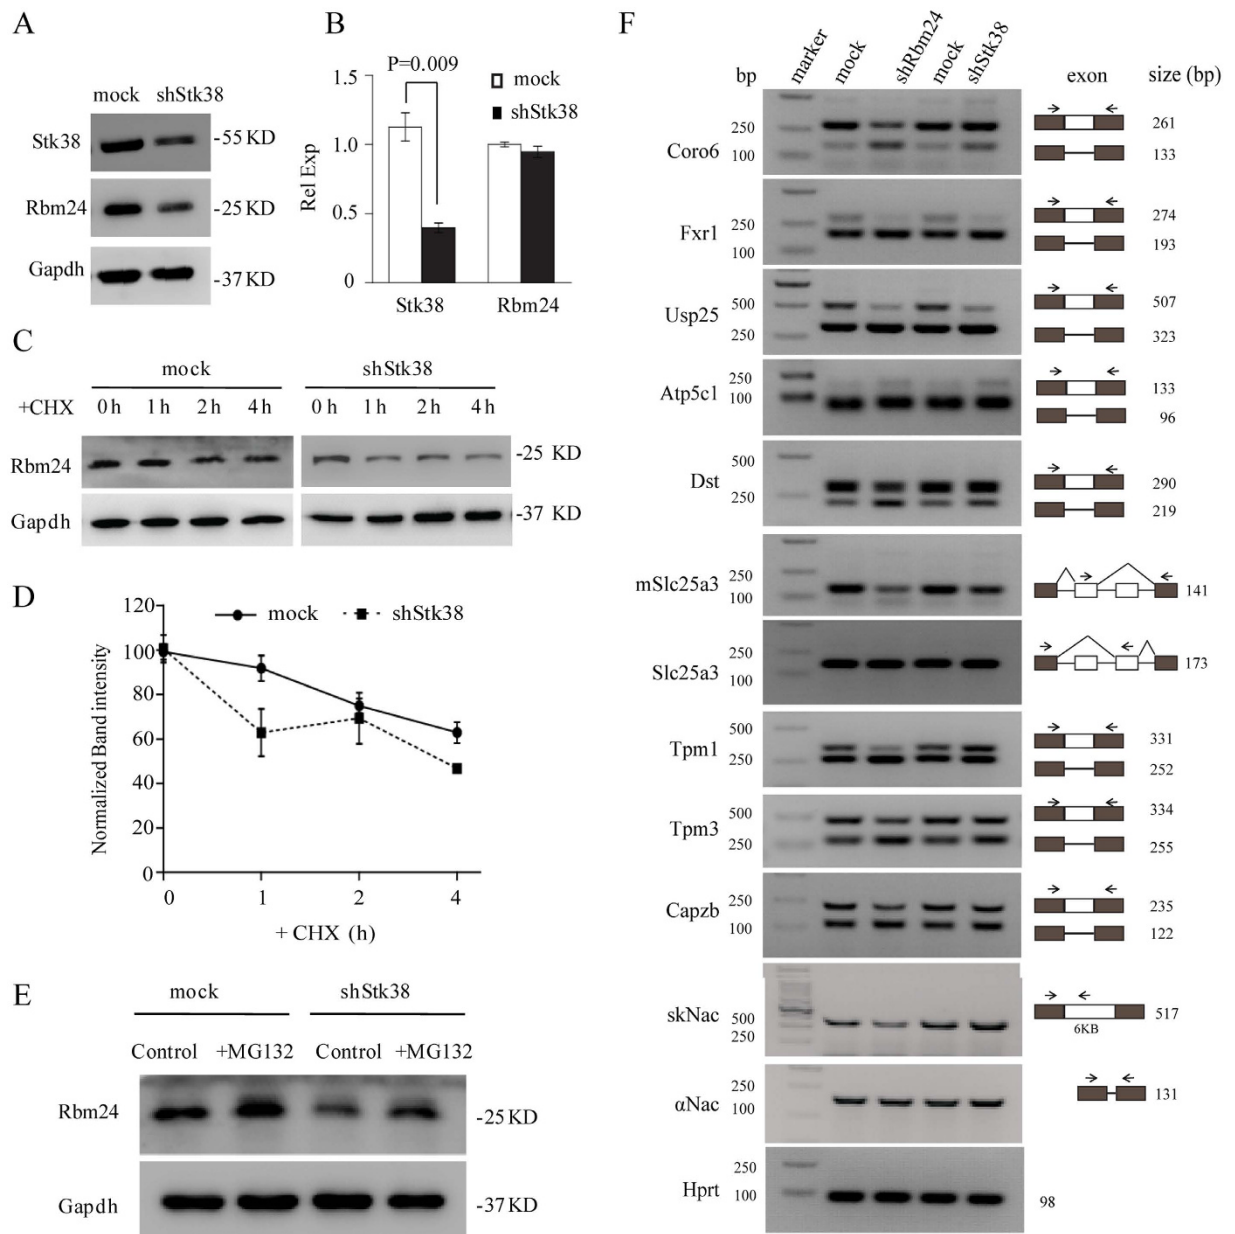 A
mock shStk38
Stk38 -55 KD
Rbm24 -25 KD
Gapdh -37 KD
B
P=0.009
mock
shStk38
Rel Exp
1.5
1.0
0.5
0
Stk38 Rbm24
C
mock shStk38
+CHX 0 h 1 h 2 h 4 h 0 h 1 h 2 h 4 h
Rbm24 -25 KD
Gapdh -37 KD
D
mock shStk38
Normalized Band intensity
120
100
80
60
40
20
0
0 1 2 4
+ CHX (h)
E
mock shStk38
Control +MG132 Control +MG132
Rbm24 -25 KD
Gapdh -37 KD
F
bp marker mock shRbm24 mock shStk38 exon size (bp)
Coro6 250 100 261 133
Fxr1 250 100 274 193
Usp25 500 250 507 323
Atp5c1 250 100 133 96
Dst 500 250 290 219
mSlc25a3 250 100 141
Slc25a3 250 100 173
Tpm1 500 250 331 252
Tpm3 500 250 334 255
Capzb 250 100 235 122
skNac 500 250 6KB 517
αNac 250 100 131
Hprt 250 100 98